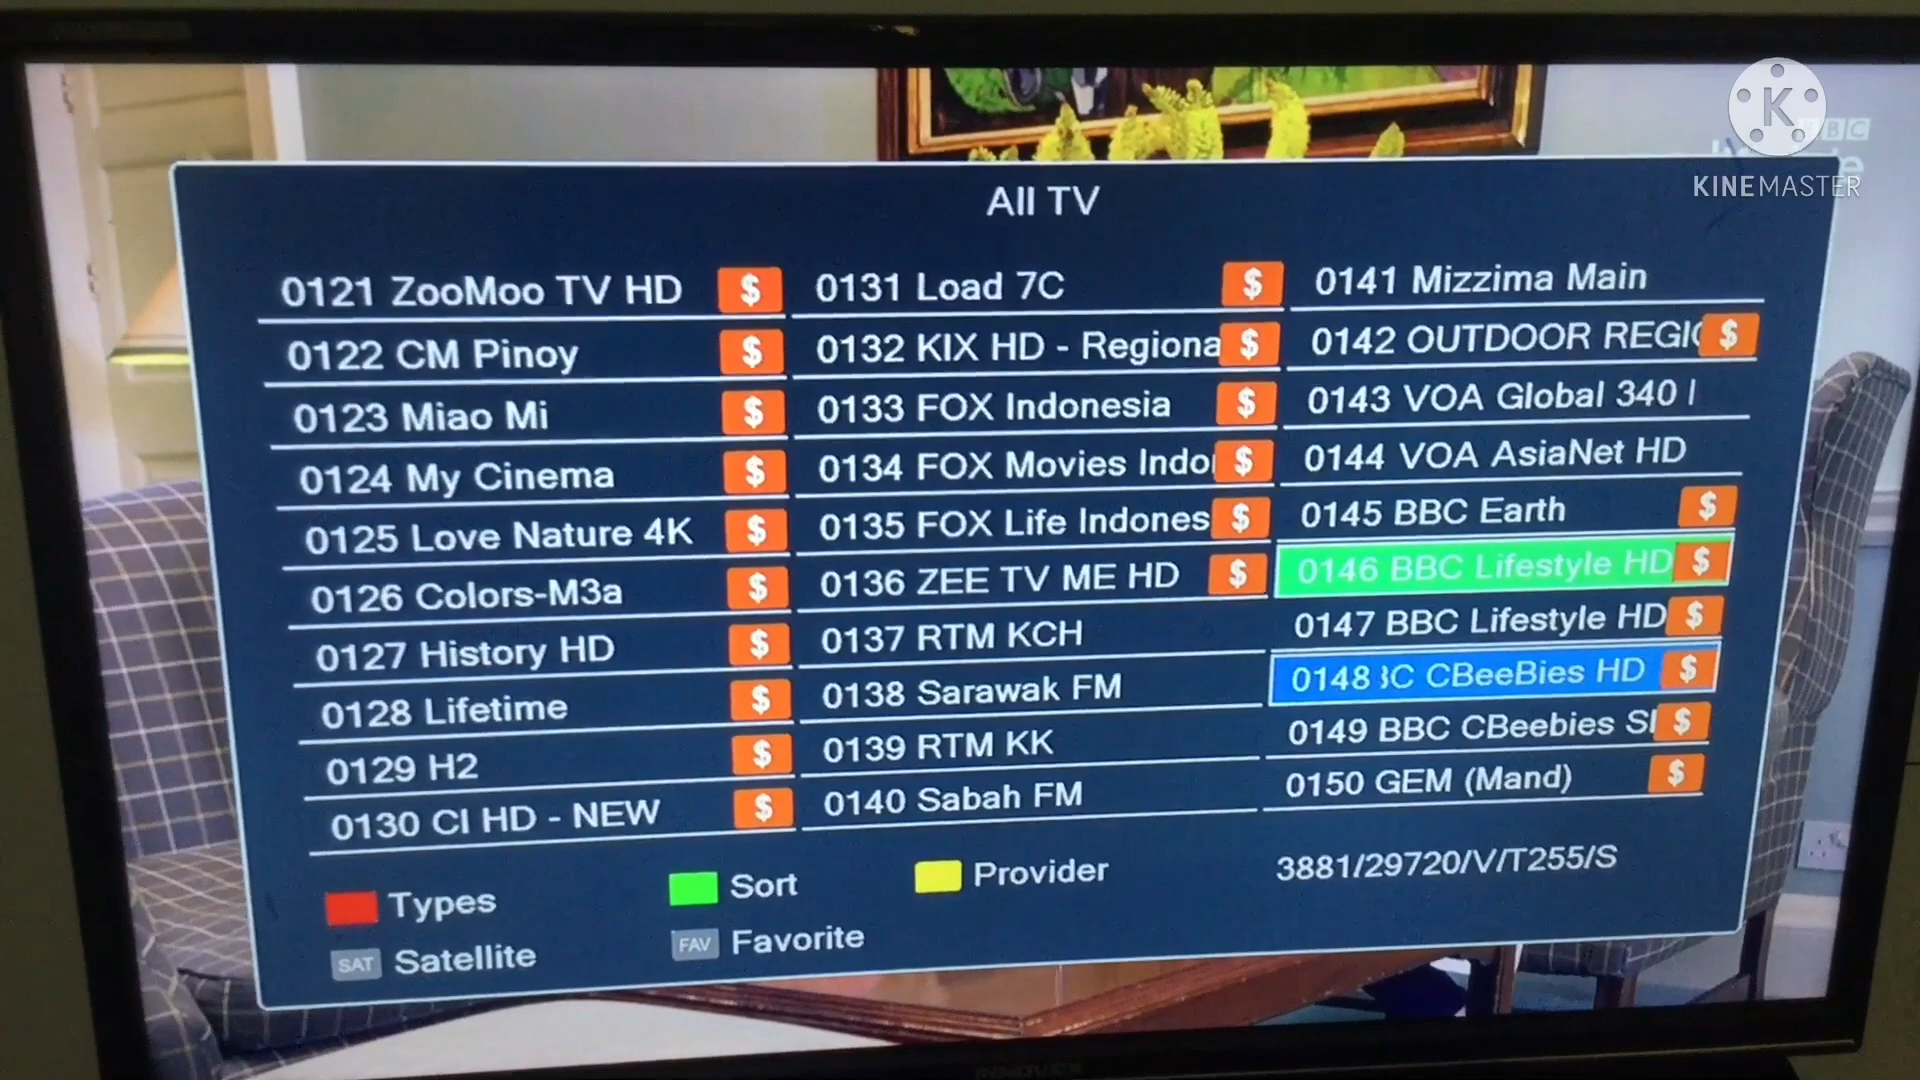 All TV
0121 ZooMoo TV HD $
0122 CM Pinoy $
0123 Miao Mi $
0124 My Cinema $
0125 Love Nature 4K $
0126 Colors-M3a $
0127 History HD $
0128 Lifetime $
0129 H2 $
0130 CI HD - NEW $
0131 Load 7C $
0132 KIX HD - Regiona $
0133 FOX Indonesia $
0134 FOX Movies Indo $
0135 FOX Life Indones $
0136 ZEE TV ME HD $
0137 RTM KCH
0138 Sarawak FM
0139 RTM KK
0140 Sabah FM
0141 Mizzima Main
0142 OUTDOOR REGI $
0143 VOA Global 340
0144 VOA AsiaNet HD
0145 BBC Earth $
0146 BBC Lifestyle HD $
0147 BBC Lifestyle HD $
0148 BC CBeeBies HD $
0149 BBC CBeebies S $
0150 GEM (Mand) $
Types
Sort
Provider
3881/29720/V/T255/S
SAT Satellite
FAV Favorite
K
BBC
KINEMASTER